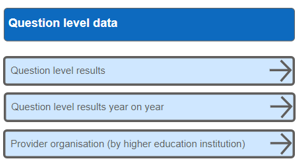 Question level data
Question level results
Question level results year on year
Provider organisation (by higher education institution)